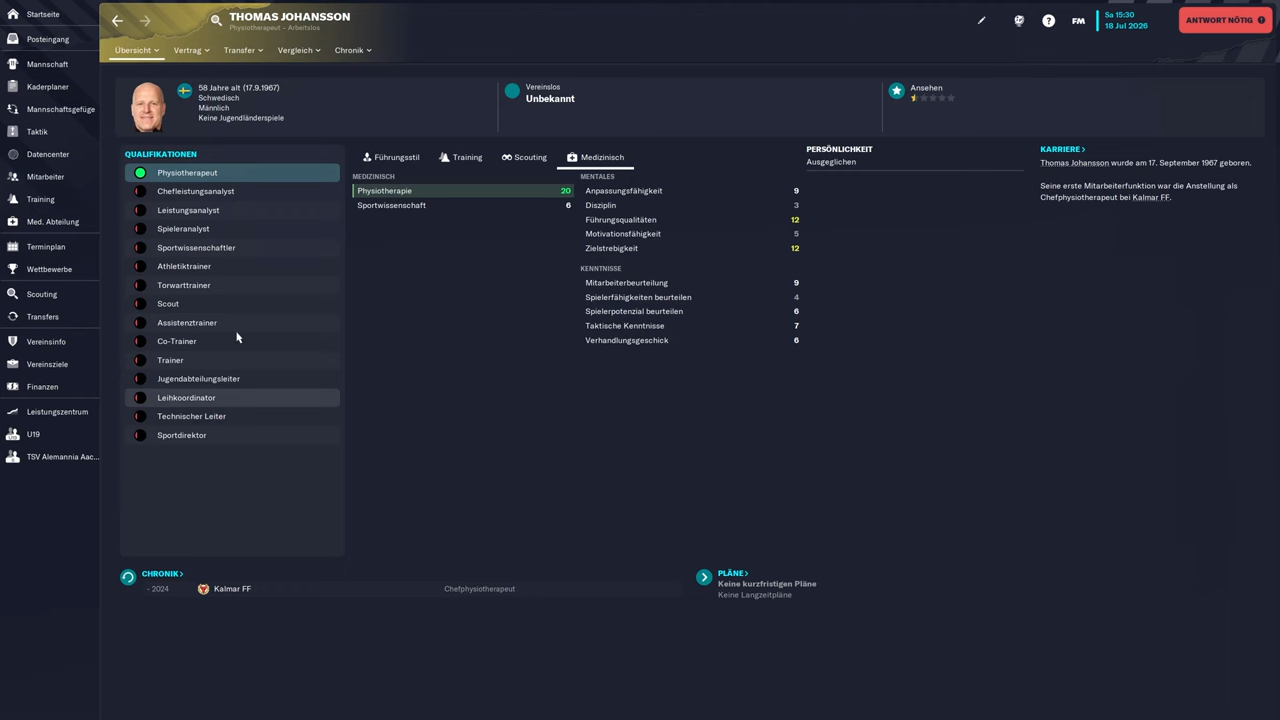 Startseite
Posteingang
Mannschaft
Kaderplaner
Mannschaftsgefüge
Taktik
Datencenter
Mitarbeiter
Training
Med. Abteilung
Terminplan
Wettbewerbe
Scouting
Transfers
Vereinsinfo
Vereinsziele
Finanzen
Leistungszentrum
U19
TSV Alemannia Aac...
THOMAS JOHANSSON
Physiotherapeut - Arbeitslos
FM
Sa 15:30
18 Jul 2026
ANTWORT NÖTIG
Übersicht
Vertrag
Transfer
Vergleich
Chronik
58 Jahre alt (17.9.1967)
Schwedisch
Männlich
Keine Jugendländerspiele
Vereinslos
Unbekannt
Ansehen
QUALIFIKATIONEN
Physiotherapeut
Chefleistungsanalyst
Leistungsanalyst
Spieleranalyst
Sportwissenschaftler
Athletiktrainer
Torwarttrainer
Scout
Assistenztrainer
Co-Trainer
Trainer
Jugendabteilungsleiter
Leihkoordinator
Technischer Leiter
Sportdirektor
Führungsstil
Training
Scouting
Medizinisch
MEDIZINISCH
Physiotherapie 20
Sportwissenschaft 6
MENTALES
Anpassungsfähigkeit 9
Disziplin 3
Führungsqualitäten 12
Motivationsfähigkeit 5
Zielstrebigkeit 12
KENNTNISSE
Mitarbeiterbeurteilung 9
Spielerfähigkeiten beurteilen 4
Spielerpotenzial beurteilen 6
Taktische Kenntnisse 7
Verhandlungsgeschick 6
PERSÖNLICHKEIT
Ausgeglichen
KARRIERE >
Thomas Johansson wurde am 17. September 1967 geboren.
Seine erste Mitarbeiterfunktion war die Anstellung als
Chefphysiotherapeut bei Kalmar FF.
CHRONIK >
- 2024 Kalmar FF Chefphysiotherapeut
PLÄNE >
Keine kurzfristigen Pläne
Keine Langzeitpläne